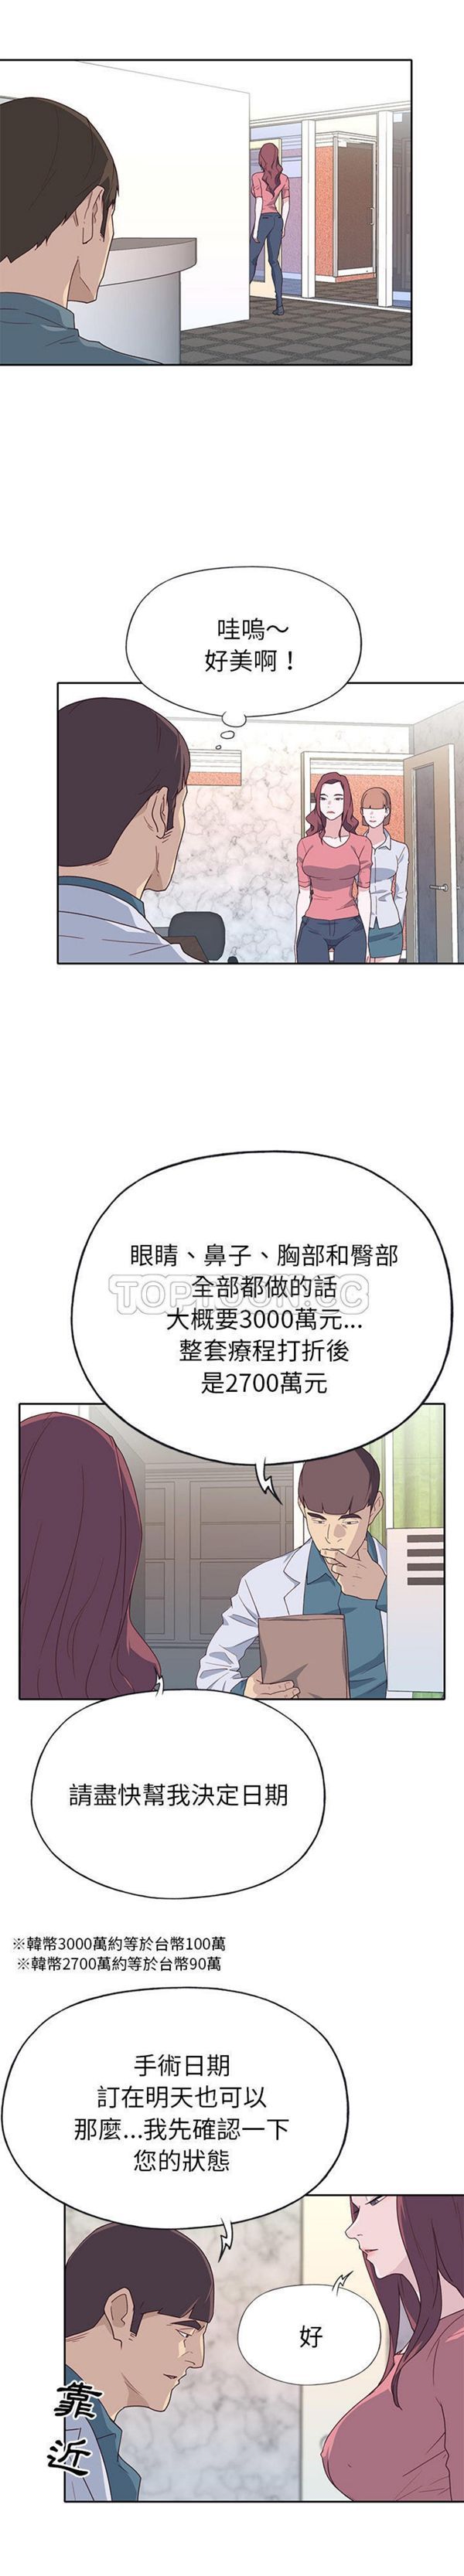 哇嗚～
好美啊！
眼睛、鼻子、胸部和臀部
全部都做的話
TOPTOON.CC
大概要3000萬元...
整套療程打折後
是2700萬元
請盡快幫我決定日期
※韓幣3000萬約等於台幣100萬
※韓幣2700萬約等於台幣90萬
手術日期
訂在明天也可以
那麼...我先確認一下
您的狀態
好
靠近